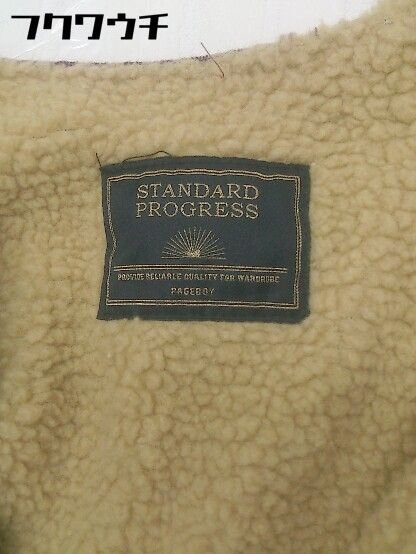 フクワウチ
STANDARD
PROGRESS
PROVIDE RELIABLE QUALITY FOR WARDROBE
PAGEBOY